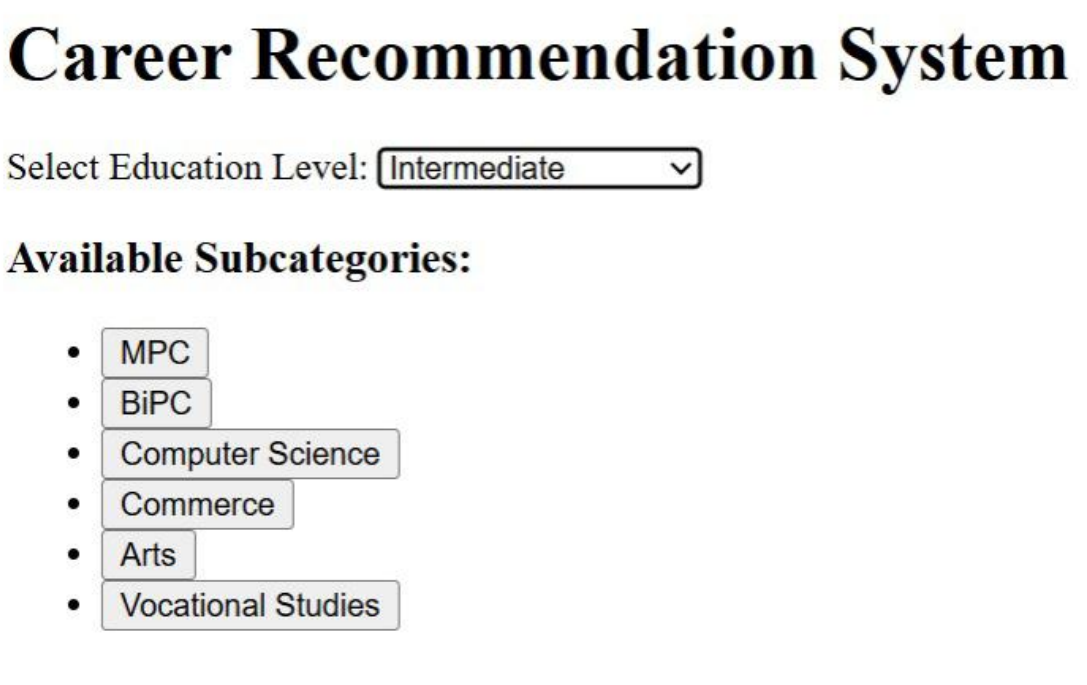 Career Recommendation System
Select Education Level: Intermediate
Available Subcategories:
MPC
BiPC
Computer Science
Commerce
Arts
Vocational Studies